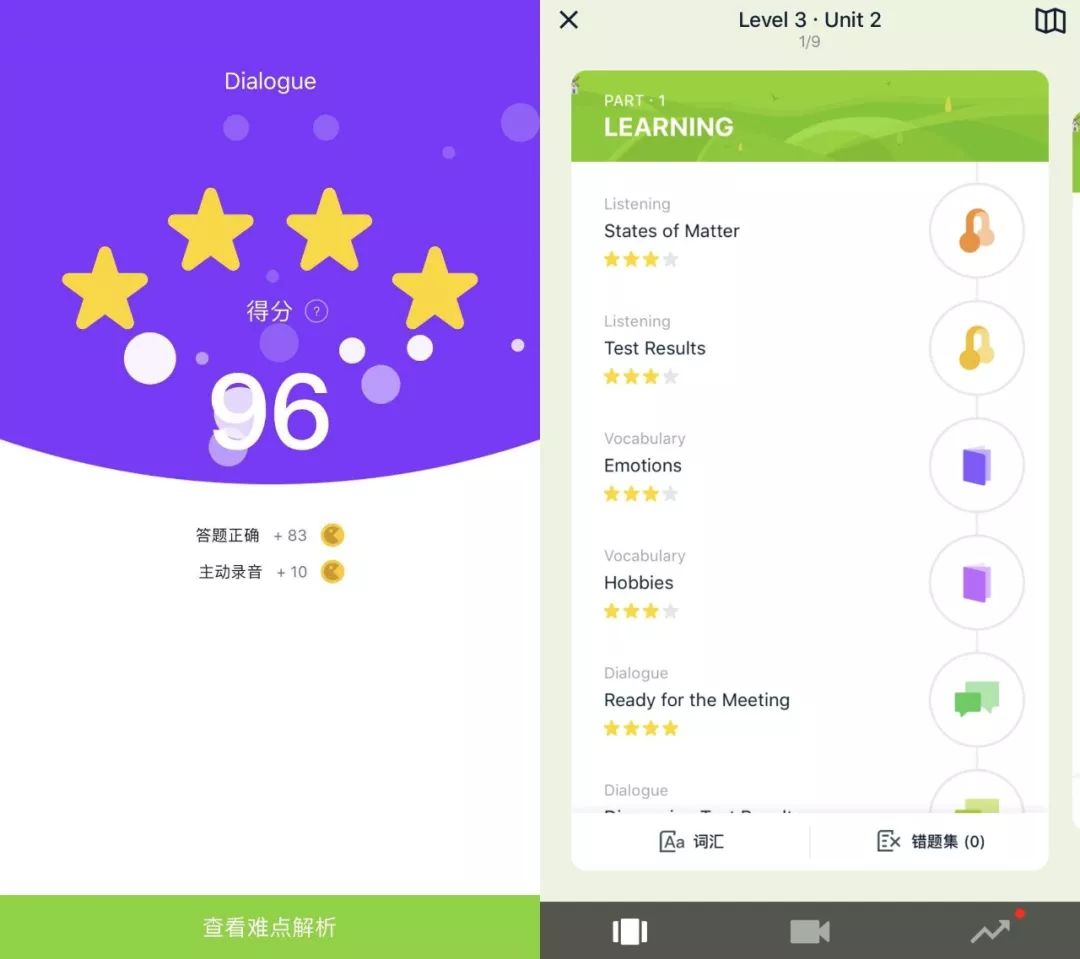 Dialogue
得分 ?
96
答题正确 + 83
主动录音 + 10
查看难点解析
Level 3 · Unit 2
1/9
PART · 1
LEARNING
Listening
States of Matter
Listening
Test Results
Vocabulary
Emotions
Vocabulary
Hobbies
Dialogue
Ready for the Meeting
Dialogue
Aa 词汇
错题集 (0)